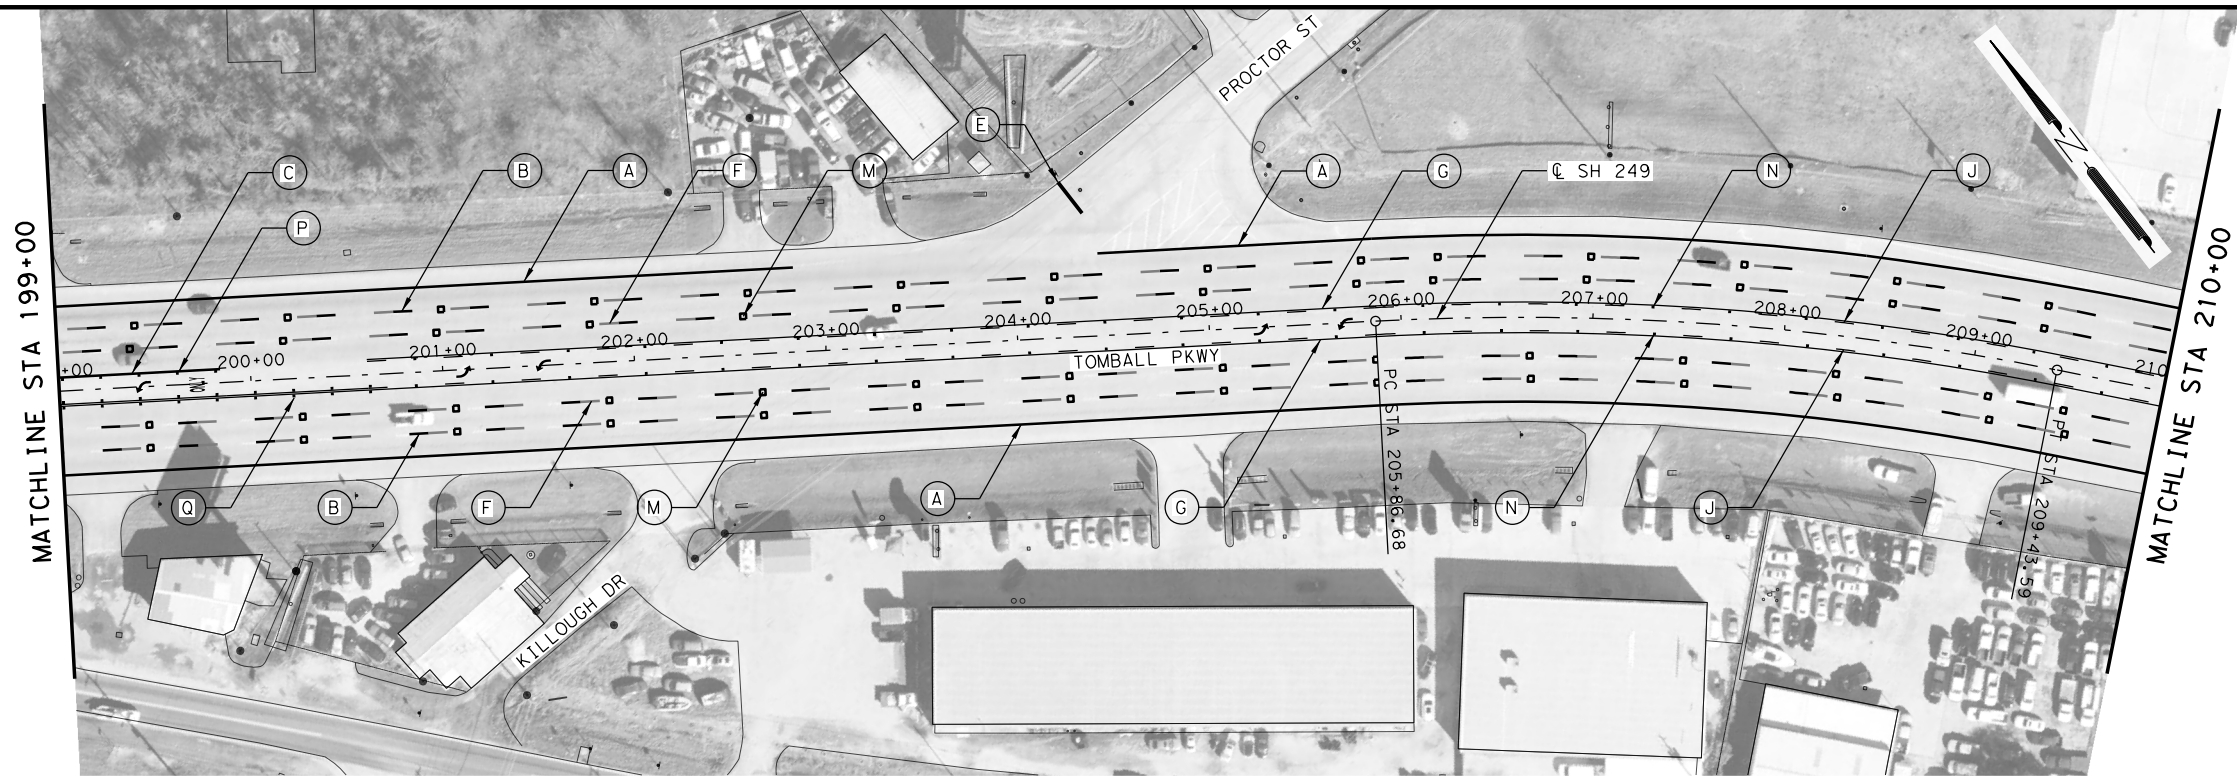 PROCTOR ST
E
C
B
A
F
M
A
G
℄ SH 249
N
J
N
P
MATCHLINE STA 199+00
MATCHLINE STA 210+00
+00
200+00
201+00
202+00
203+00
204+00
205+00
206+00
207+00
208+00
209+00
210
TOMBALL PKWY
PC STA 205+86.68
PI STA 209+43.59
Q
B
F
M
A
G
N
J
KILLOUGH DR